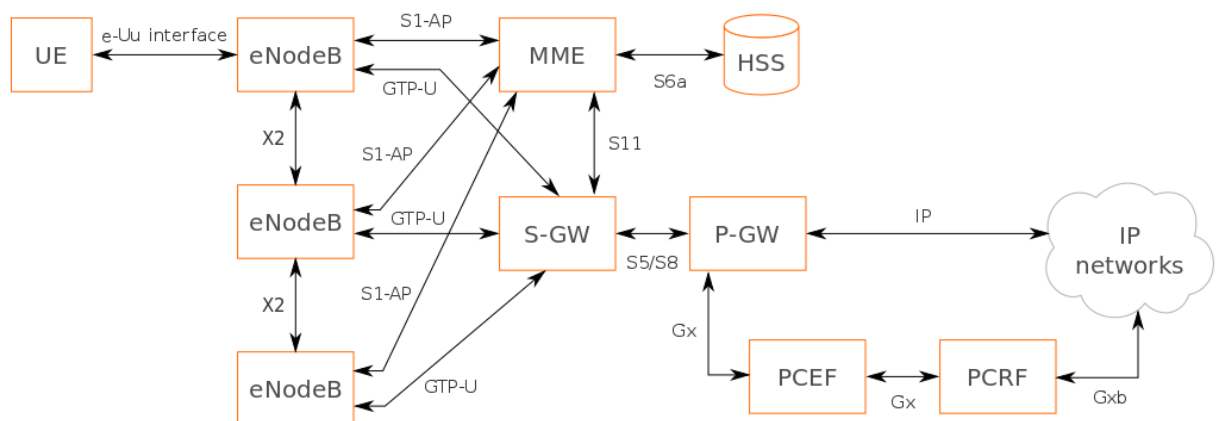 S1-AP
UE
e-Uu interface
eNodeB
MME
HSS
S6a
GTP-U
X2
S1-AP
S11
eNodeB
GTP-U
S-GW
S5/S8
P-GW
IP
IP
networks
X2
S1-AP
Gx
eNodeB
GTP-U
PCEF
Gx
PCRF
Gxb